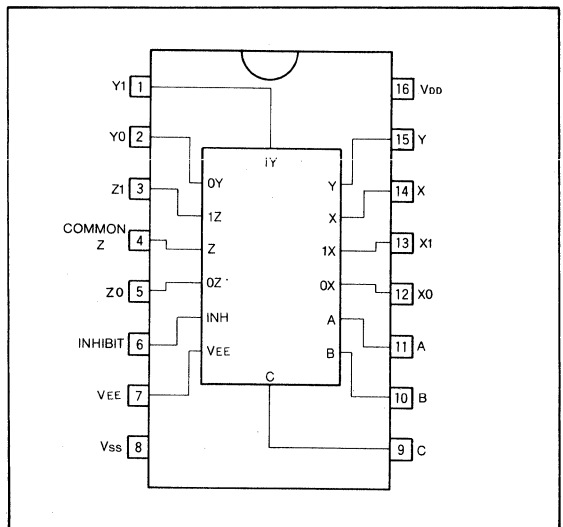 Y1 1
Y0 2
Z1 3
COMMON
Z 4
Z0 5
INHIBIT 6
VEE 7
VSS 8
1Y
0Y
1Z
Z
0Z
INH
VEE
C
Y
X
1X
0X
A
B
16 VDD
15 Y
14 X
13 X1
12 X0
11 A
10 B
9 C